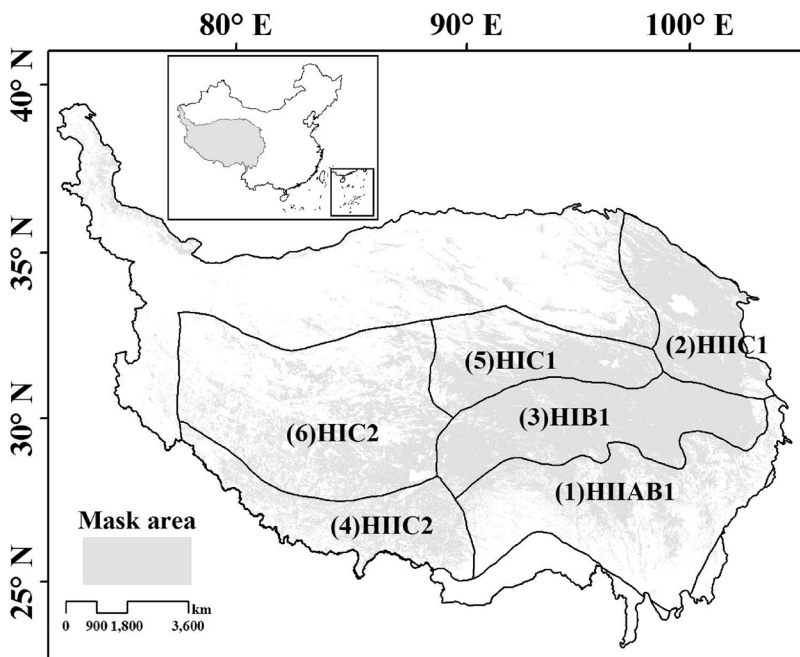 80° E 90° E 100° E
40° N
35° N
30° N
25° N
(2)HIIC1
(5)HIC1
(3)HIB1
(6)HIC2
(1)HIIAB1
(4)HIIC2
Mask area
km
0 900 1,800 3,600